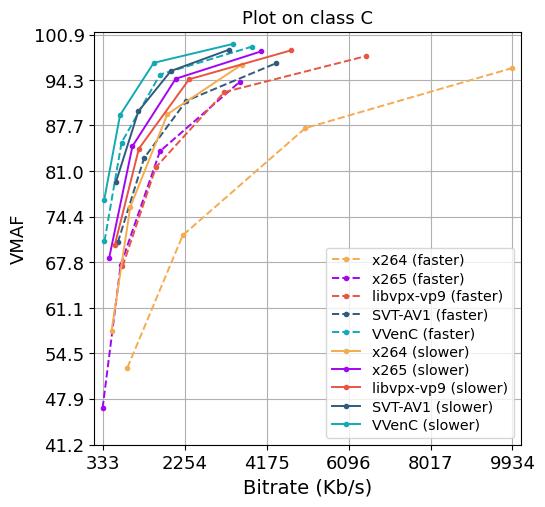 Plot on class C
VMAF
100.9
94.3
87.7
81.0
74.4
67.8
61.1
54.5
47.9
41.2
x264 (faster)
x265 (faster)
libvpx-vp9 (faster)
SVT-AV1 (faster)
VVenC (faster)
x264 (slower)
x265 (slower)
libvpx-vp9 (slower)
SVT-AV1 (slower)
VVenC (slower)
333 2254 4175 6096 8017 9934
Bitrate (Kb/s)